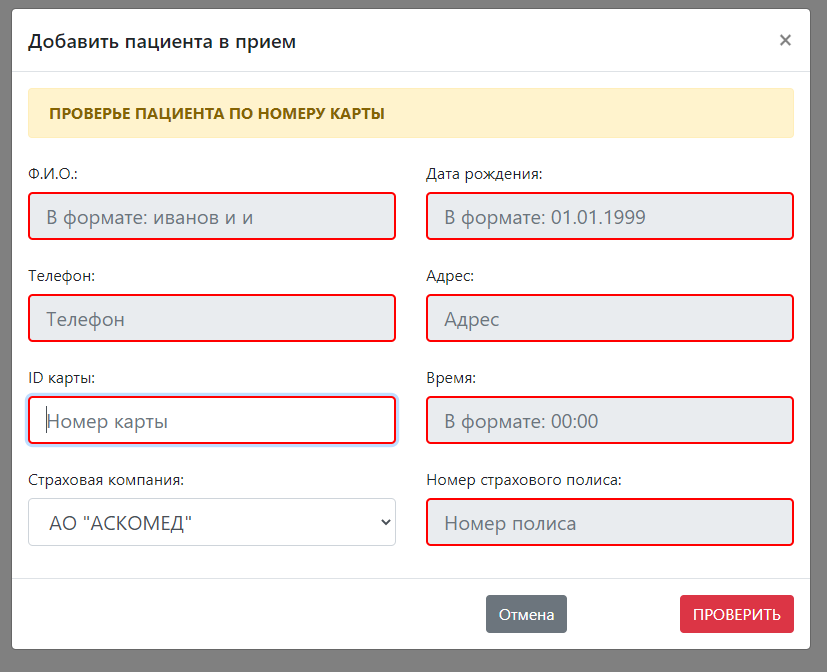 Добавить пациента в прием
×
ПРОВЕРЬЕ ПАЦИЕНТА ПО НОМЕРУ КАРТЫ
Ф.И.О.:
Дата рождения:
В формате: иванов и и
В формате: 01.01.1999
Телефон:
Адрес:
Телефон
Адрес
ID карты:
Время:
Номер карты
В формате: 00:00
Страховая компания:
Номер страхового полиса:
АО "АСКОМЕД"
Номер полиса
Отмена
ПРОВЕРИТЬ